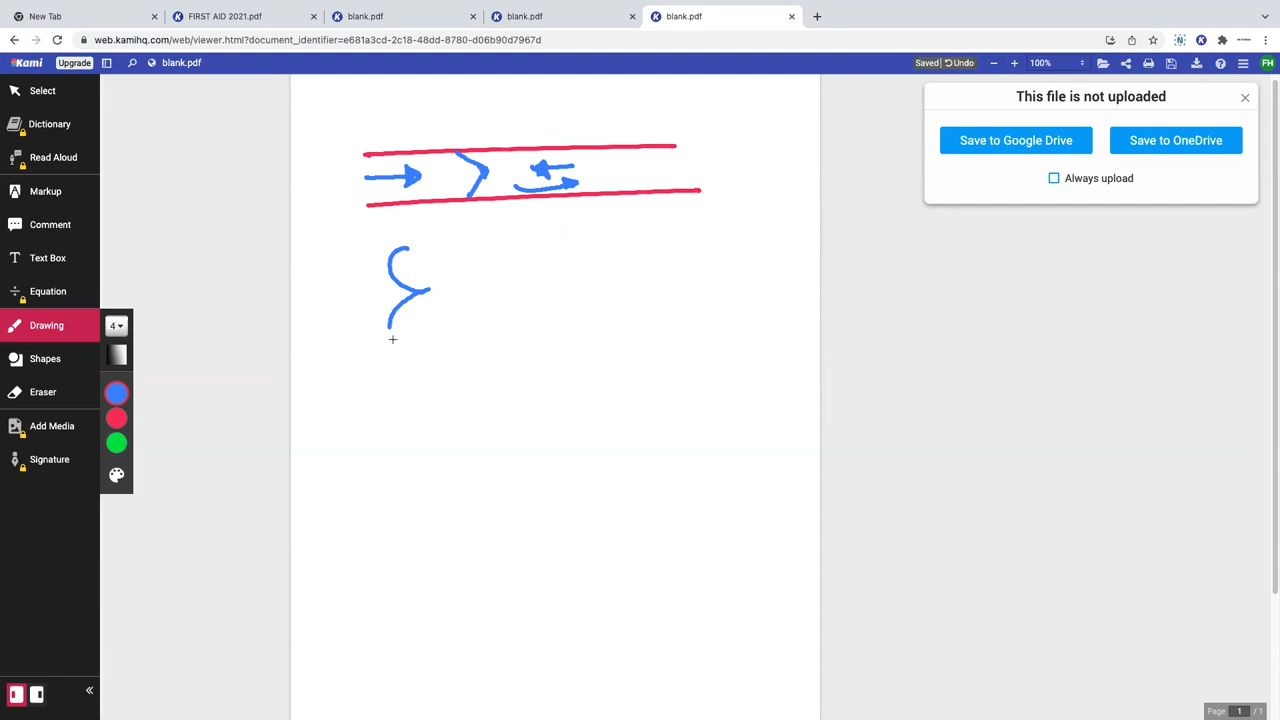 New Tab
FIRST AID 2021.pdf
blank.pdf
blank.pdf
blank.pdf
web.kamihq.com/web/viewer.html?document_identifier=e681a3cd-2c18-48dd-8780-d06b90d7967d
Kami
Upgrade
blank.pdf
Saved
Undo
100%
FH
Select
Dictionary
Read Aloud
Markup
Comment
Text Box
Equation
Drawing
Shapes
Eraser
Add Media
Signature
4
This file is not uploaded
Save to Google Drive
Save to OneDrive
Always upload
Page 1 / 1